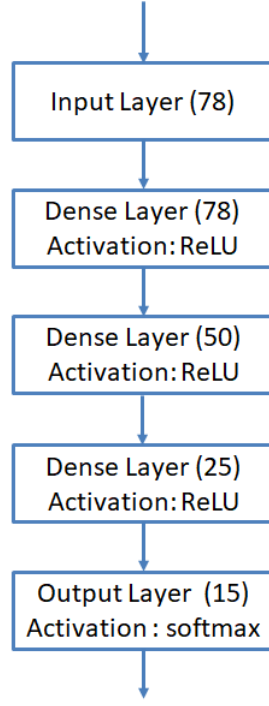 Input Layer (78)
Dense Layer (78)
Activation: ReLU
Dense Layer (50)
Activation: ReLU
Dense Layer (25)
Activation: ReLU
Output Layer (15)
Activation : softmax